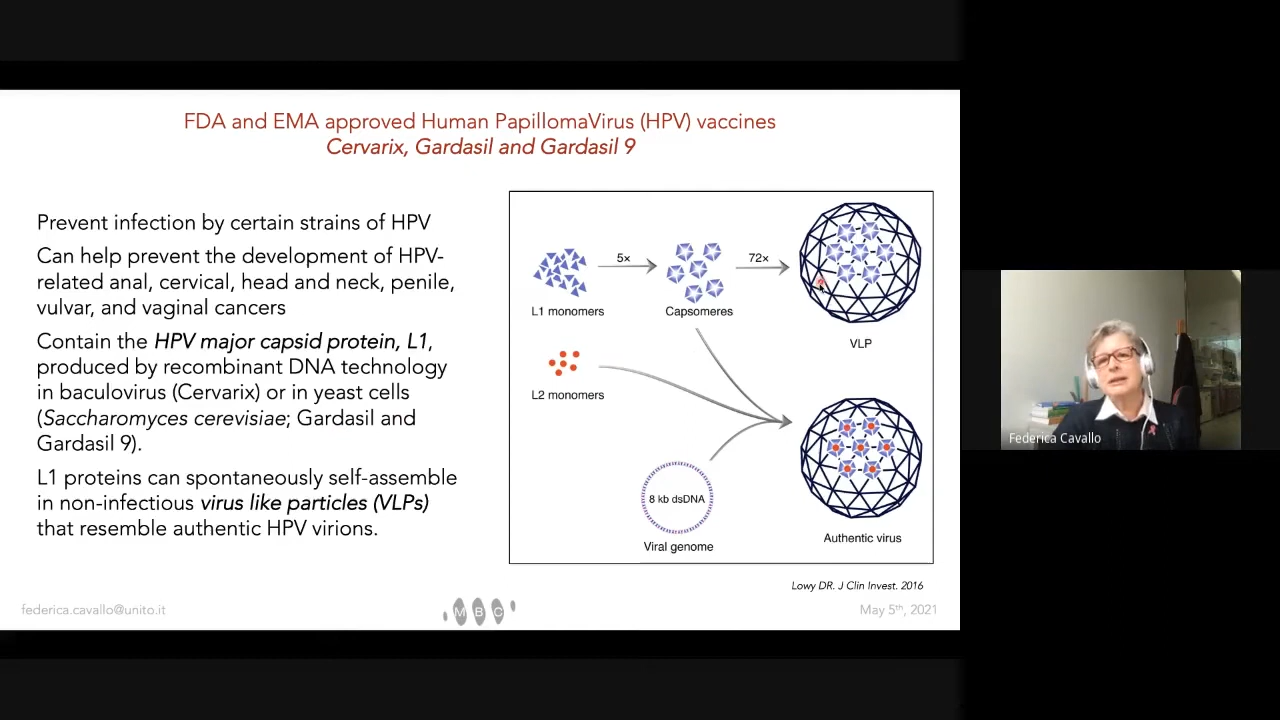 FDA and EMA approved Human PapillomaVirus (HPV) vaccines
Cervarix, Gardasil and Gardasil 9
Prevent infection by certain strains of HPV
Can help prevent the development of HPV-
related anal, cervical, head and neck, penile,
vulvar, and vaginal cancers
Contain the HPV major capsid protein, L1,
produced by recombinant DNA technology
in baculovirus (Cervarix) or in yeast cells
(Saccharomyces cerevisiae; Gardasil and
Gardasil 9).
L1 proteins can spontaneously self-assemble
in non-infectious virus like particles (VLPs)
that resemble authentic HPV virions.
5x
72x
L1 monomers
Capsomeres
VLP
L2 monomers
8 kb dsDNA
Viral genome
Authentic virus
Lowy DR. J Clin Invest. 2016
federica.cavallo@unito.it
MBC
May 5th, 2021
Federica Cavallo